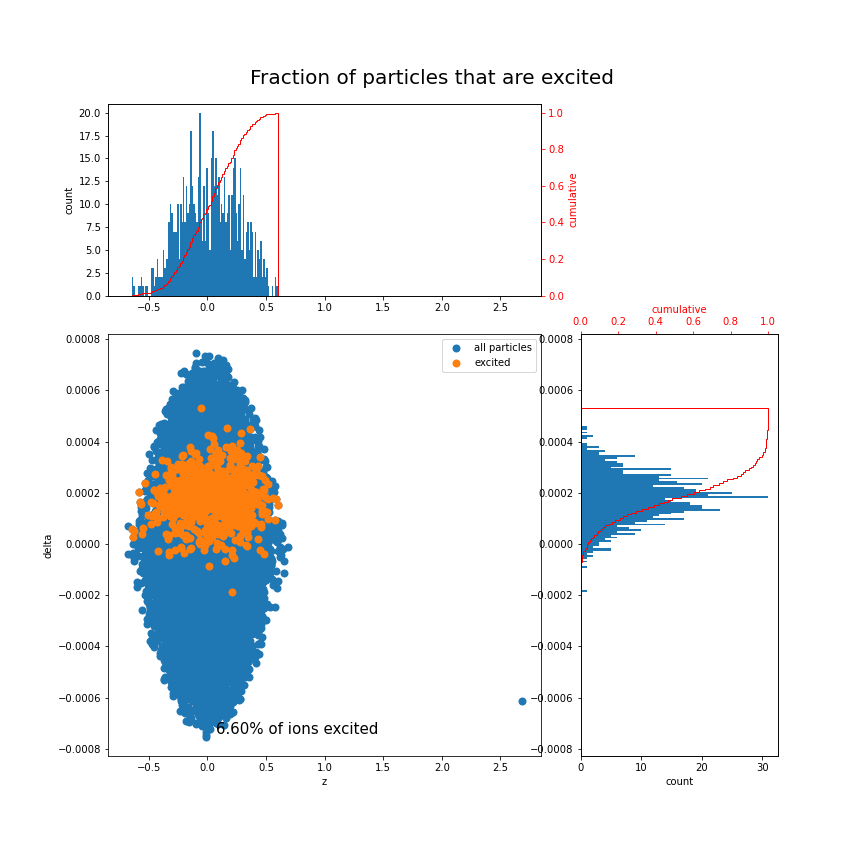 Fraction of particles that are excited
20.0
17.5
15.0
12.5
10.0
7.5
5.0
2.5
0.0
count
−0.5 0.0 0.5 1.0 1.5 2.0 2.5
1.0
0.8
0.6
0.4
0.2
0.0
cumulative
0.0008
0.0006
0.0004
0.0002
0.0000
−0.0002
−0.0004
−0.0006
−0.0008
delta
all particles
excited
6.60% of ions excited
−0.5 0.0 0.5 1.0 1.5 2.0 2.5
z
cumulative
0.0 0.2 0.4 0.6 0.8 1.0
0.0008
0.0006
0.0004
0.0002
0.0000
−0.0002
−0.0004
−0.0006
−0.0008
0 10 20 30
count